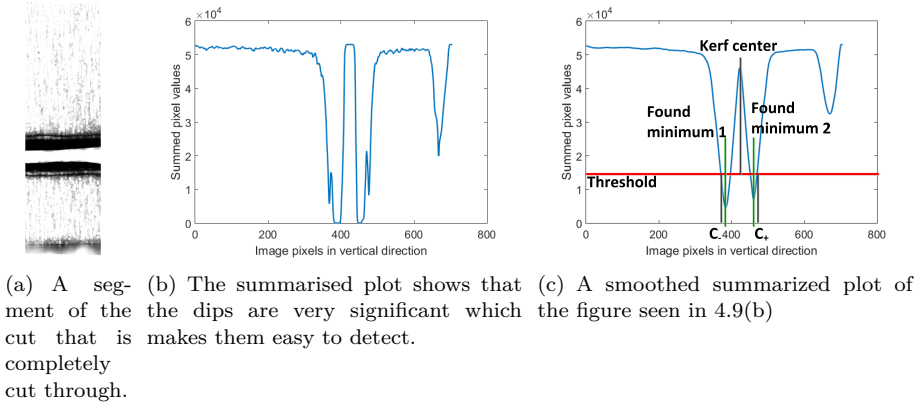 ×10⁴
6
5
4
3
2
1
0
0 200 400 600 800
Summed pixel values
Image pixels in vertical direction
×10⁴
6
5
4
3
2
1
0
0 200 400 600 800
Summed pixel values
Image pixels in vertical direction
Kerf center
Found
minimum 1
Found
minimum 2
Threshold
C-
C+
(a) A seg-
ment of the
cut that is
completely
cut through.
(b) The summarised plot shows that
the dips are very significant which
makes them easy to detect.
(c) A smoothed summarized plot of
the figure seen in 4.9(b)